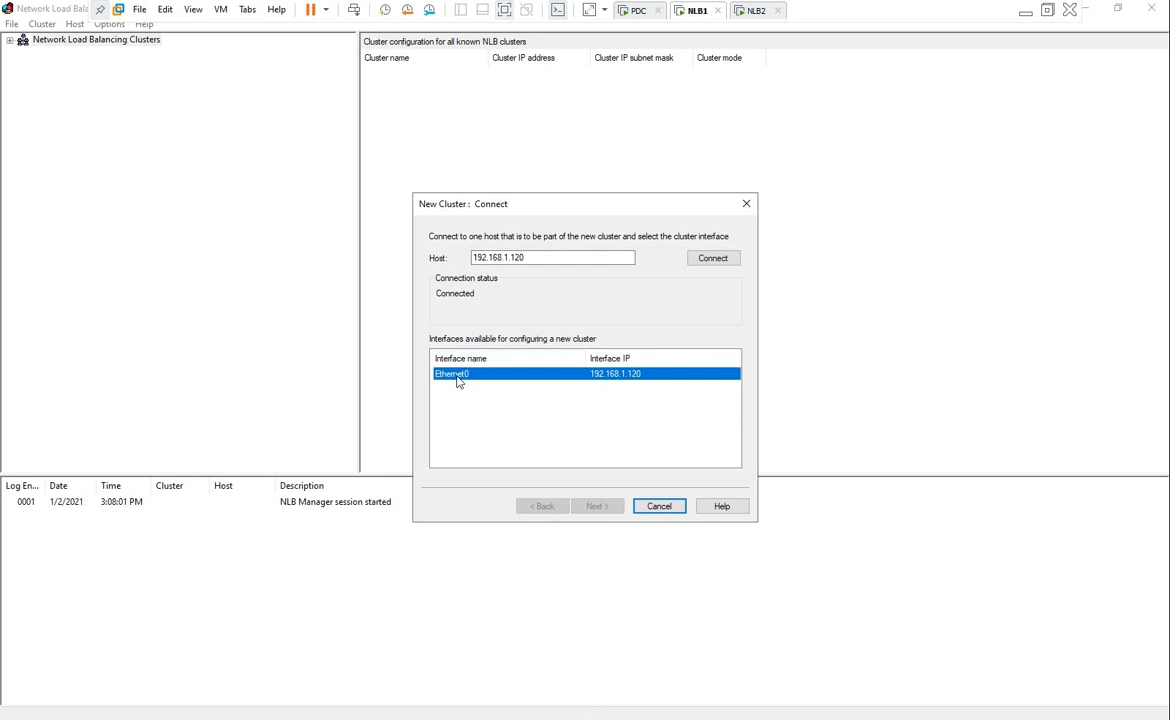 Network Load Bala
File Edit View VM Tabs Help
PDC
NLB1
NLB2
File Cluster Host Options Help
Network Load Balancing Clusters
Cluster configuration for all known NLB clusters
Cluster name Cluster IP address Cluster IP subnet mask Cluster mode
New Cluster : Connect
Connect to one host that is to be part of the new cluster and select the cluster interface
Host: 192.168.1.120 Connect
Connection status
Connected
Interfaces available for configuring a new cluster
Interface name Interface IP
Ethernet0 192.168.1.120
< Back Next > Cancel Help
Log En... Date Time Cluster Host Description
0001 1/2/2021 3:08:01 PM NLB Manager session started